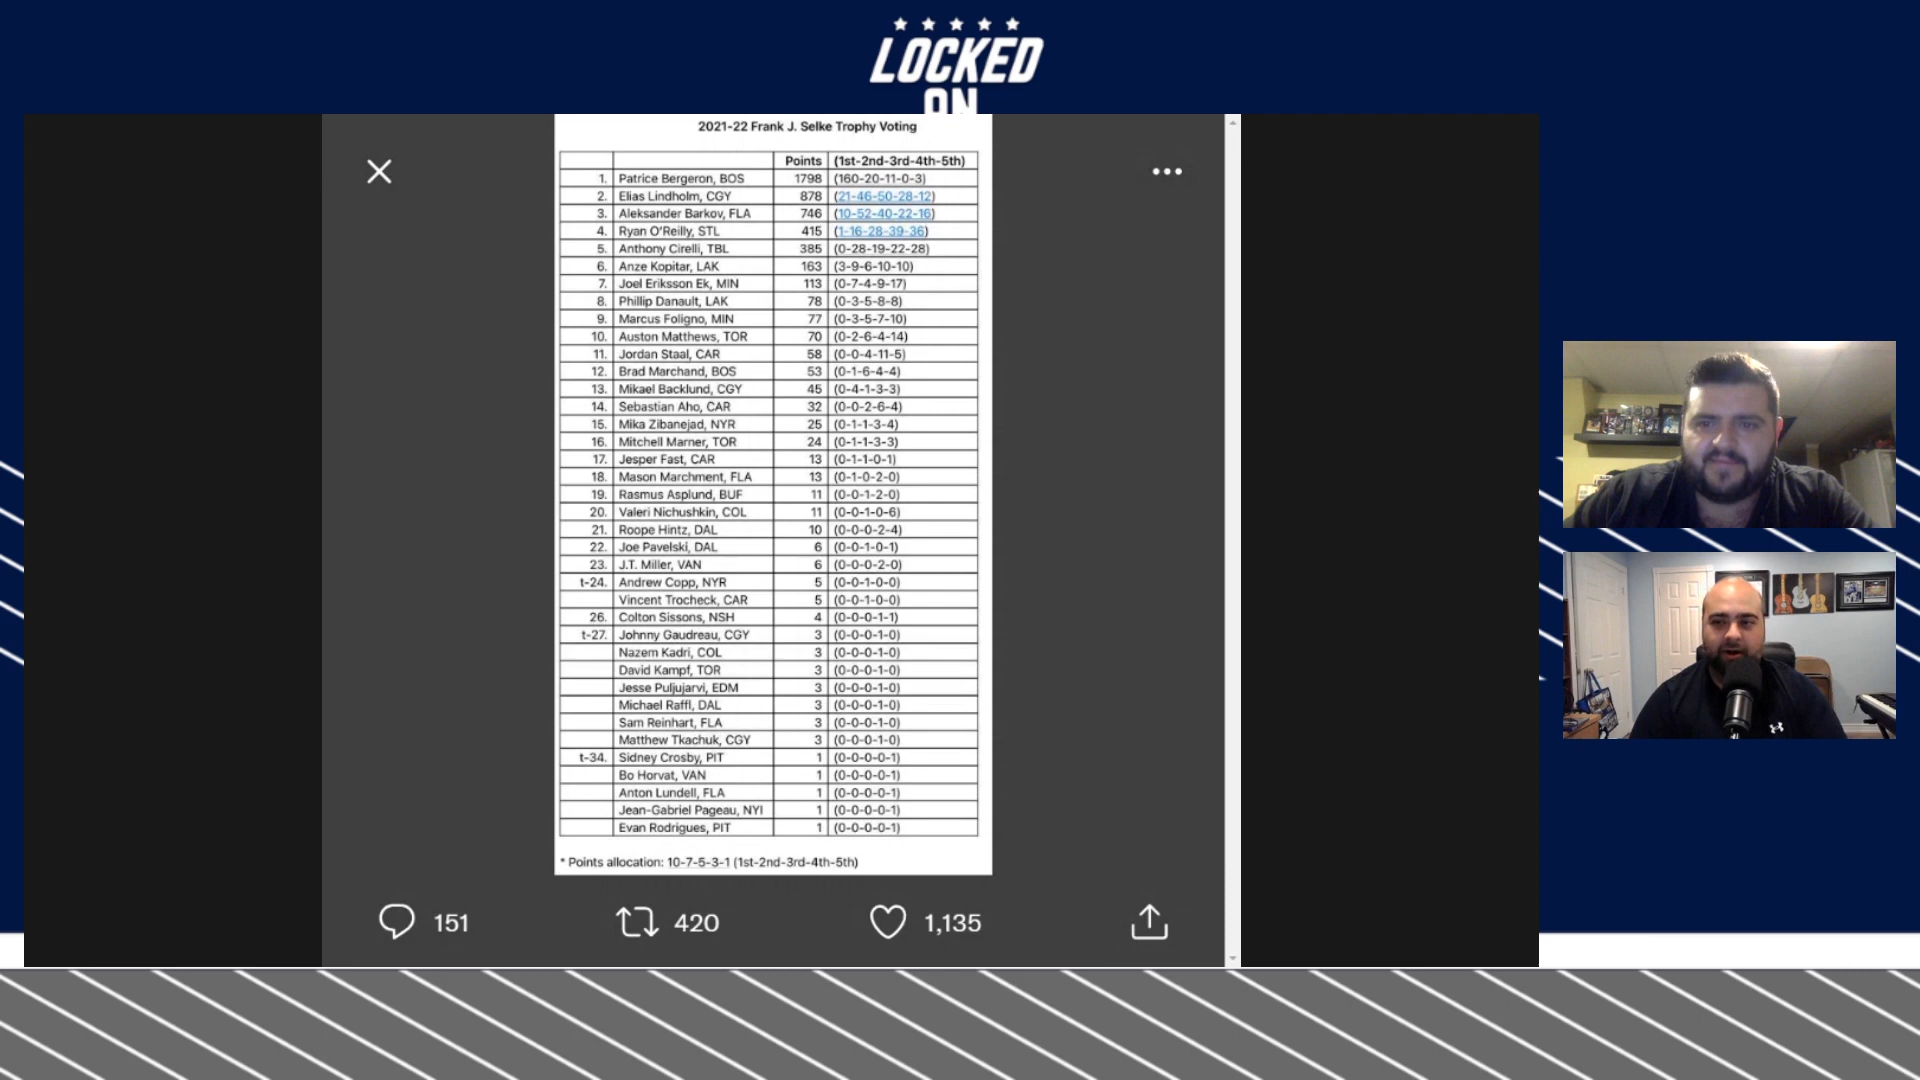 LOCKED
ON
2021-22 Frank J. Selke Trophy Voting
Points (1st-2nd-3rd-4th-5th)
1. Patrice Bergeron, BOS 1798 (160-20-11-0-3)
2. Elias Lindholm, CGY 878 (21-46-50-28-12)
3. Aleksander Barkov, FLA 746 (10-52-40-22-16)
4. Ryan O'Reilly, STL 415 (1-16-28-39-36)
5. Anthony Cirelli, TBL 385 (0-28-19-22-28)
6. Anze Kopitar, LAK 163 (3-9-6-10-10)
7. Joel Eriksson Ek, MIN 113 (0-7-4-9-17)
8. Phillip Danault, LAK 78 (0-3-5-8-8)
9. Marcus Foligno, MIN 77 (0-3-5-7-10)
10. Auston Matthews, TOR 70 (0-2-6-4-14)
11. Jordan Staal, CAR 58 (0-0-4-11-5)
12. Brad Marchand, BOS 53 (0-1-6-4-4)
13. Mikael Backlund, CGY 45 (0-4-1-3-3)
14. Sebastian Aho, CAR 32 (0-0-2-6-4)
15. Mika Zibanejad, NYR 25 (0-1-1-3-4)
16. Mitchell Marner, TOR 24 (0-1-1-3-3)
17. Jesper Fast, CAR 13 (0-1-1-0-1)
18. Mason Marchment, FLA 13 (0-1-0-2-0)
19. Rasmus Asplund, BUF 11 (0-0-1-2-0)
20. Valeri Nichushkin, COL 11 (0-0-1-0-6)
21. Roope Hintz, DAL 10 (0-0-0-2-4)
22. Joe Pavelski, DAL 6 (0-0-1-0-1)
23. J.T. Miller, VAN 6 (0-0-0-2-0)
t-24. Andrew Copp, NYR 5 (0-0-1-0-0)
Vincent Trocheck, CAR 5 (0-0-1-0-0)
26. Colton Sissons, NSH 4 (0-0-0-1-1)
t-27. Johnny Gaudreau, CGY 3 (0-0-0-1-0)
Nazem Kadri, COL 3 (0-0-0-1-0)
David Kampf, TOR 3 (0-0-0-1-0)
Jesse Puljujarvi, EDM 3 (0-0-0-1-0)
Michael Raffl, DAL 3 (0-0-0-1-0)
Sam Reinhart, FLA 3 (0-0-0-1-0)
Matthew Tkachuk, CGY 3 (0-0-0-1-0)
t-34. Sidney Crosby, PIT 1 (0-0-0-0-1)
Bo Horvat, VAN 1 (0-0-0-0-1)
Anton Lundell, FLA 1 (0-0-0-0-1)
Jean-Gabriel Pageau, NYI 1 (0-0-0-0-1)
Evan Rodrigues, PIT 1 (0-0-0-0-1)
* Points allocation: 10-7-5-3-1 (1st-2nd-3rd-4th-5th)
151 420 1,135